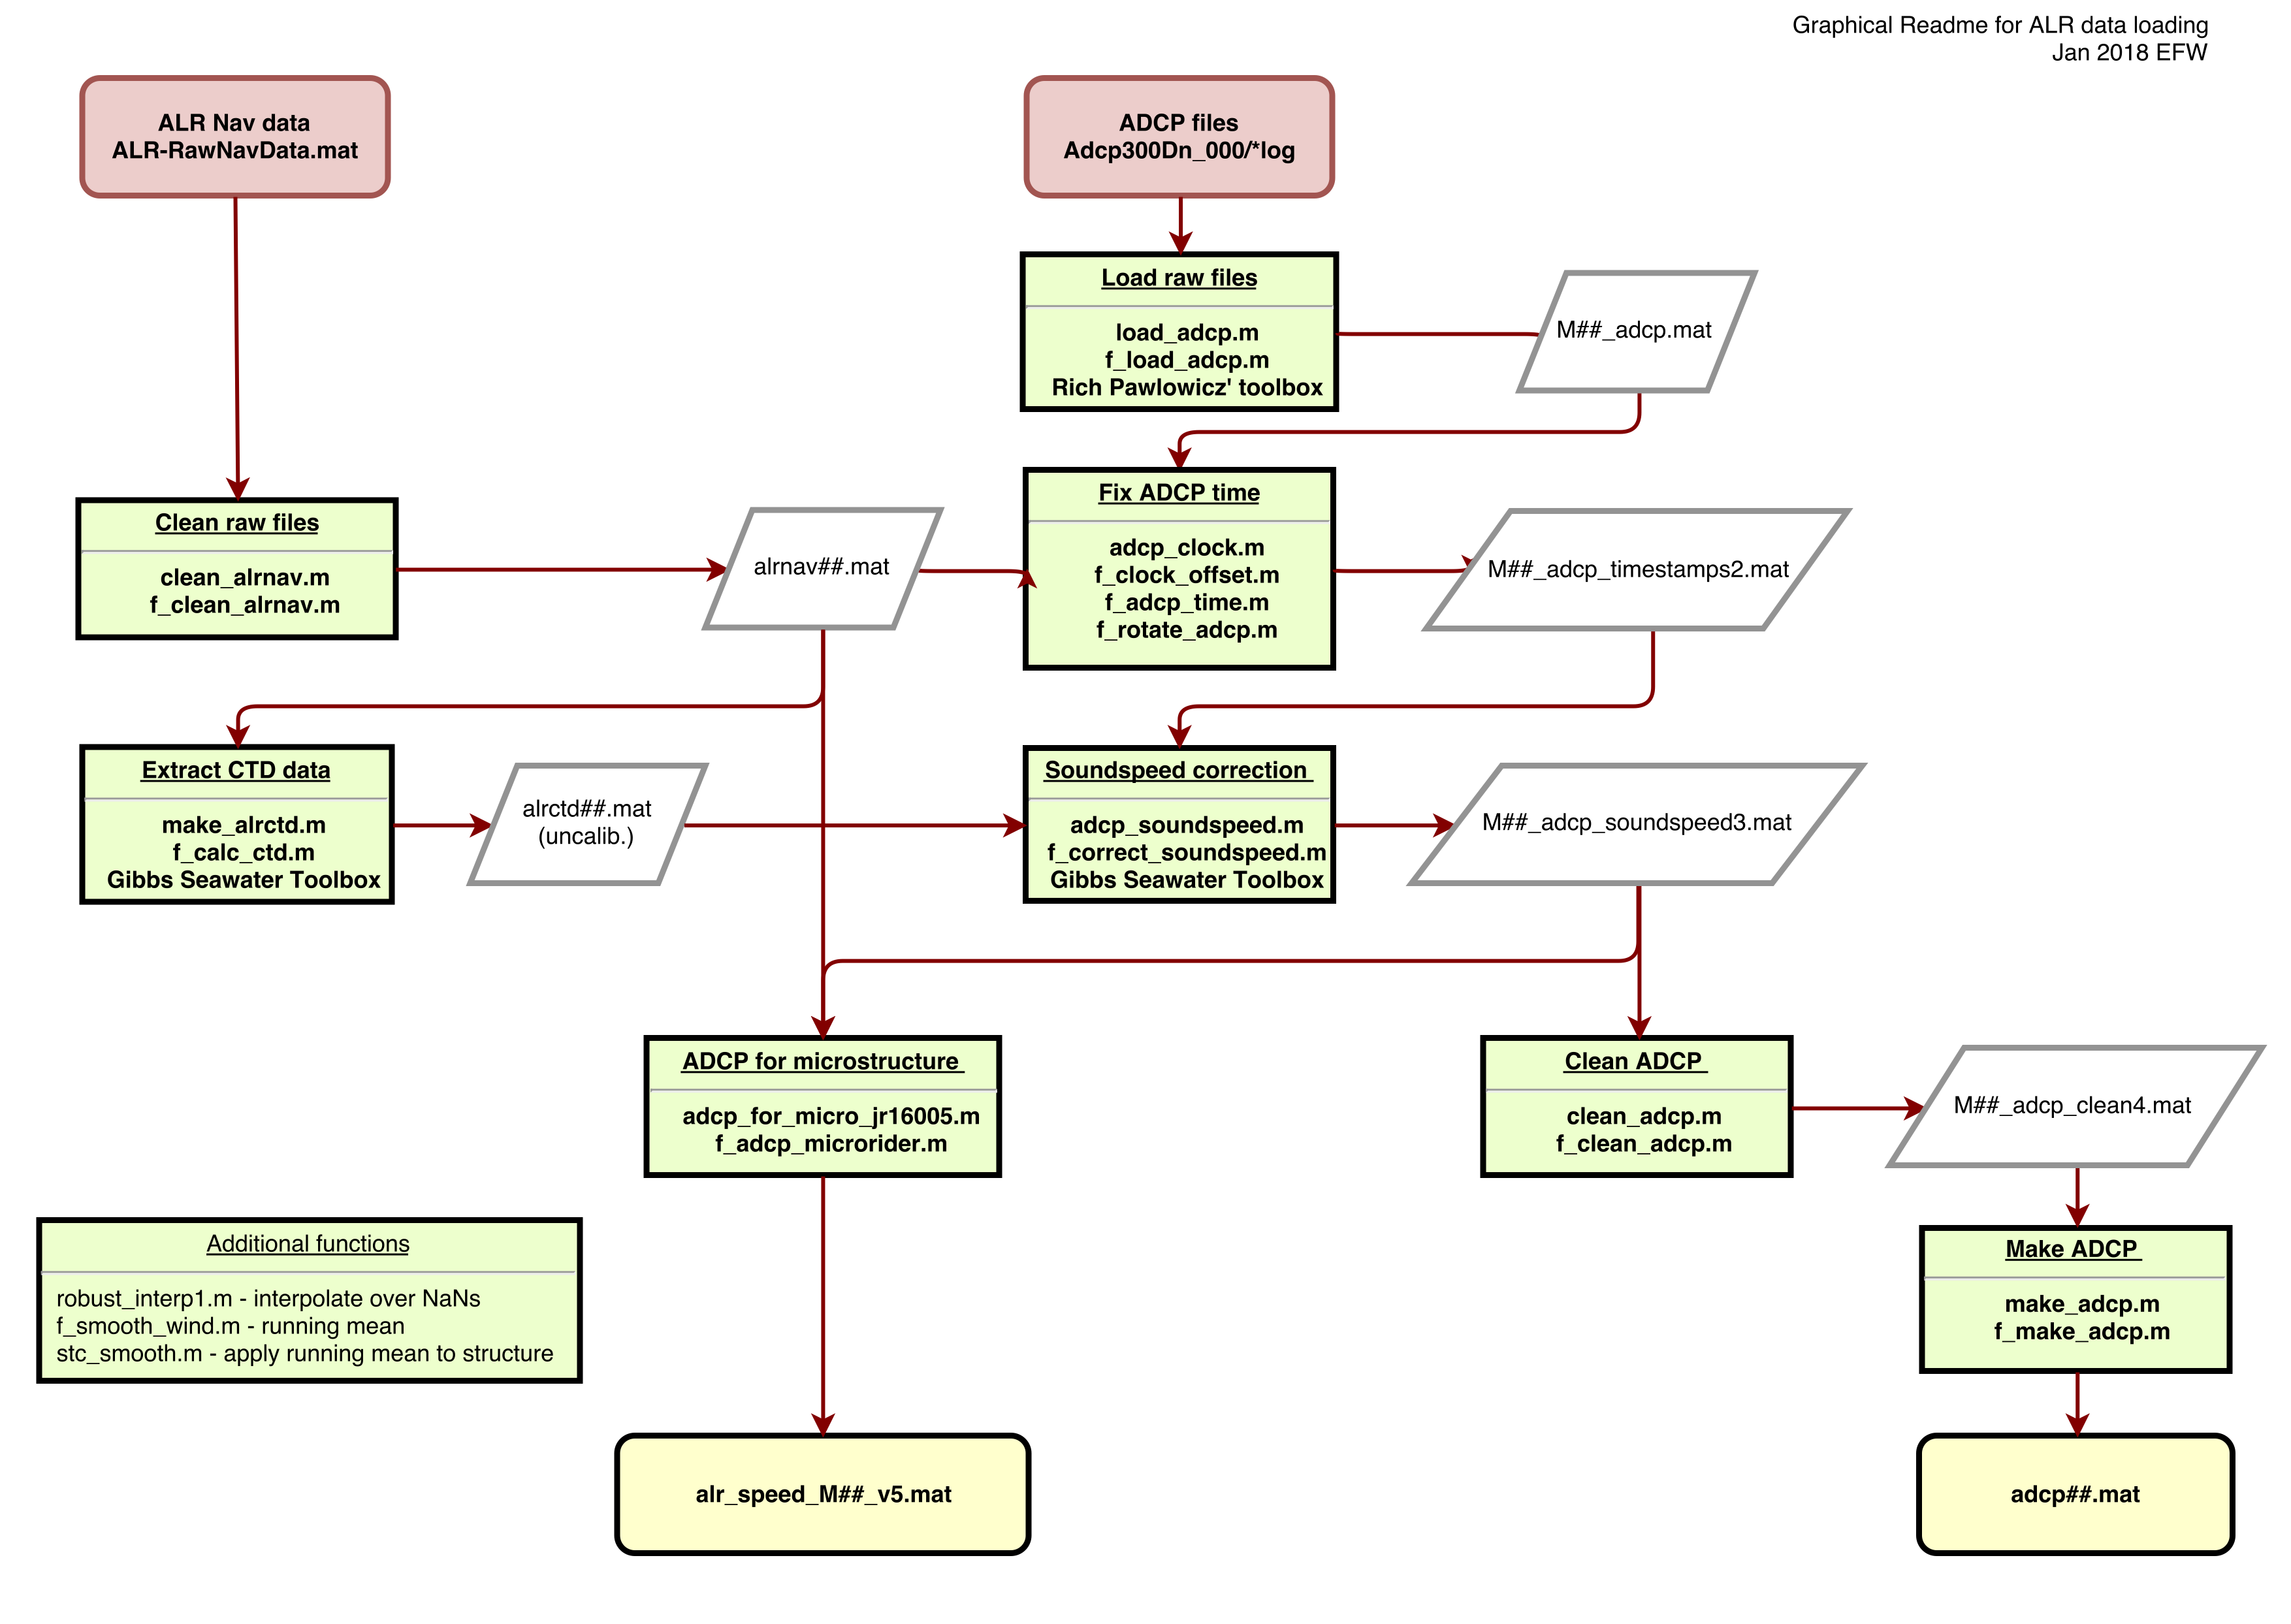 Graphical Readme for ALR data loading
Jan 2018 EFW
ALR Nav data
ALR-RawNavData.mat
ADCP files
Adcp300Dn_000/*log
Load raw files
load_adcp.m
f_load_adcp.m
Rich Pawlowicz' toolbox
M##_adcp.mat
Clean raw files
clean_alrnav.m
f_clean_alrnav.m
alrnav##.mat
Fix ADCP time
adcp_clock.m
f_clock_offset.m
f_adcp_time.m
f_rotate_adcp.m
M##_adcp_timestamps2.mat
Extract CTD data
make_alrctd.m
f_calc_ctd.m
Gibbs Seawater Toolbox
alrctd##.mat
(uncalib.)
Soundspeed correction
adcp_soundspeed.m
f_correct_soundspeed.m
Gibbs Seawater Toolbox
M##_adcp_soundspeed3.mat
ADCP for microstructure
adcp_for_micro_jr16005.m
f_adcp_microrider.m
Clean ADCP
clean_adcp.m
f_clean_adcp.m
M##_adcp_clean4.mat
Additional functions
robust_interp1.m - interpolate over NaNs
f_smooth_wind.m - running mean
stc_smooth.m - apply running mean to structure
Make ADCP
make_adcp.m
f_make_adcp.m
alr_speed_M##_v5.mat
adcp##.mat